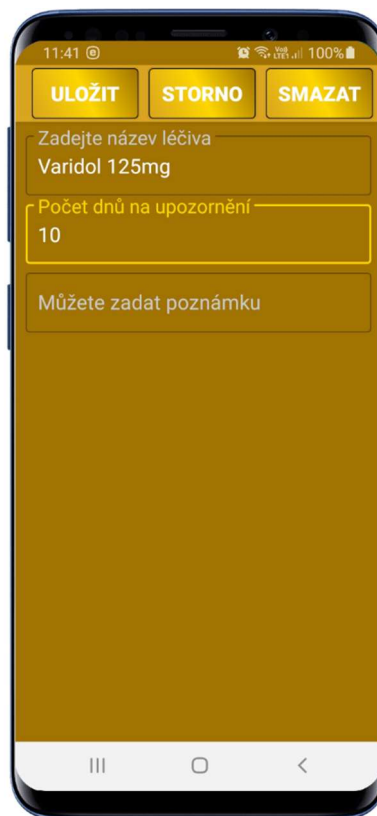 11:41 100%
ULOŽIT STORNO SMAZAT
Zadejte název léčiva
Varidol 125mg
Počet dnů na upozornění
10
Můžete zadat poznámku